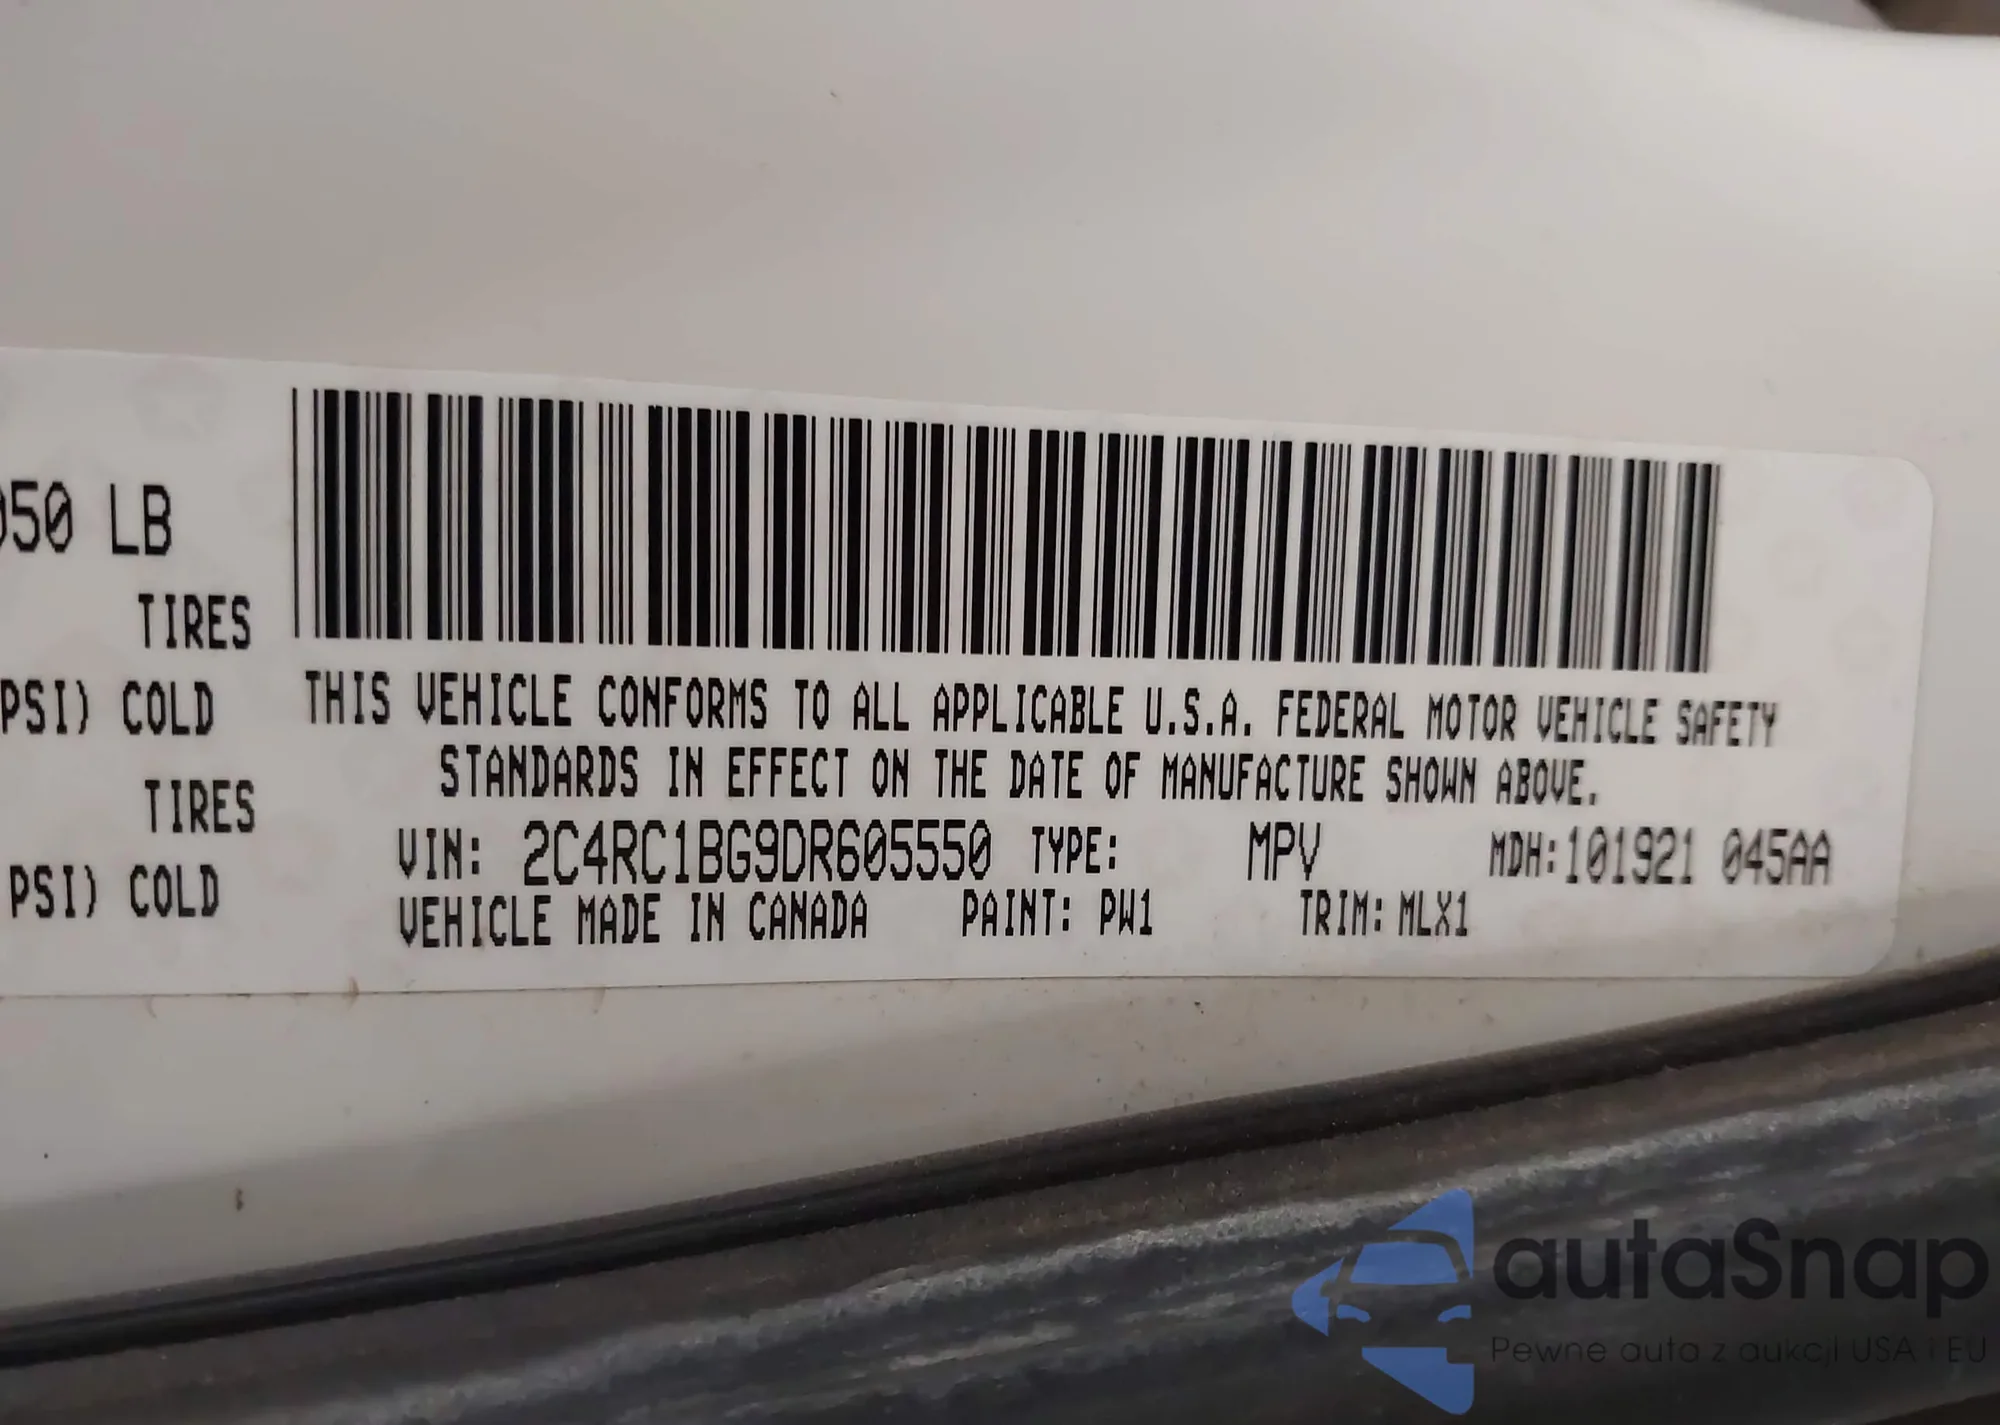 050 LB
TIRES
PSI) COLD
TIRES
PSI) COLD
THIS VEHICLE CONFORMS TO ALL APPLICABLE U.S.A. FEDERAL MOTOR VEHICLE SAFETY
STANDARDS IN EFFECT ON THE DATE OF MANUFACTURE SHOWN ABOVE.
VIN: 2C4RC1BG9DR605550 TYPE: MPV MDH:101921 045AA
VEHICLE MADE IN CANADA PAINT: PW1 TRIM: MLX1
autaSnap
Pewne auta z aukcji USA i EU